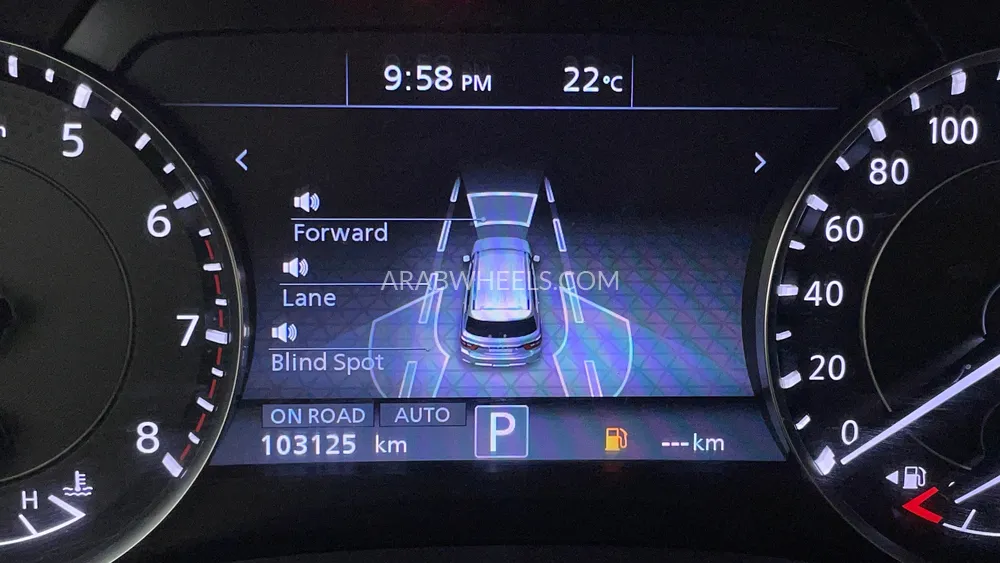 9:58 PM 22°C
Forward
Lane
Blind Spot
ARABWHEELS.COM
ON ROAD AUTO
103125 km P ---km
5
6
7
8
H
100
80
60
40
20
0